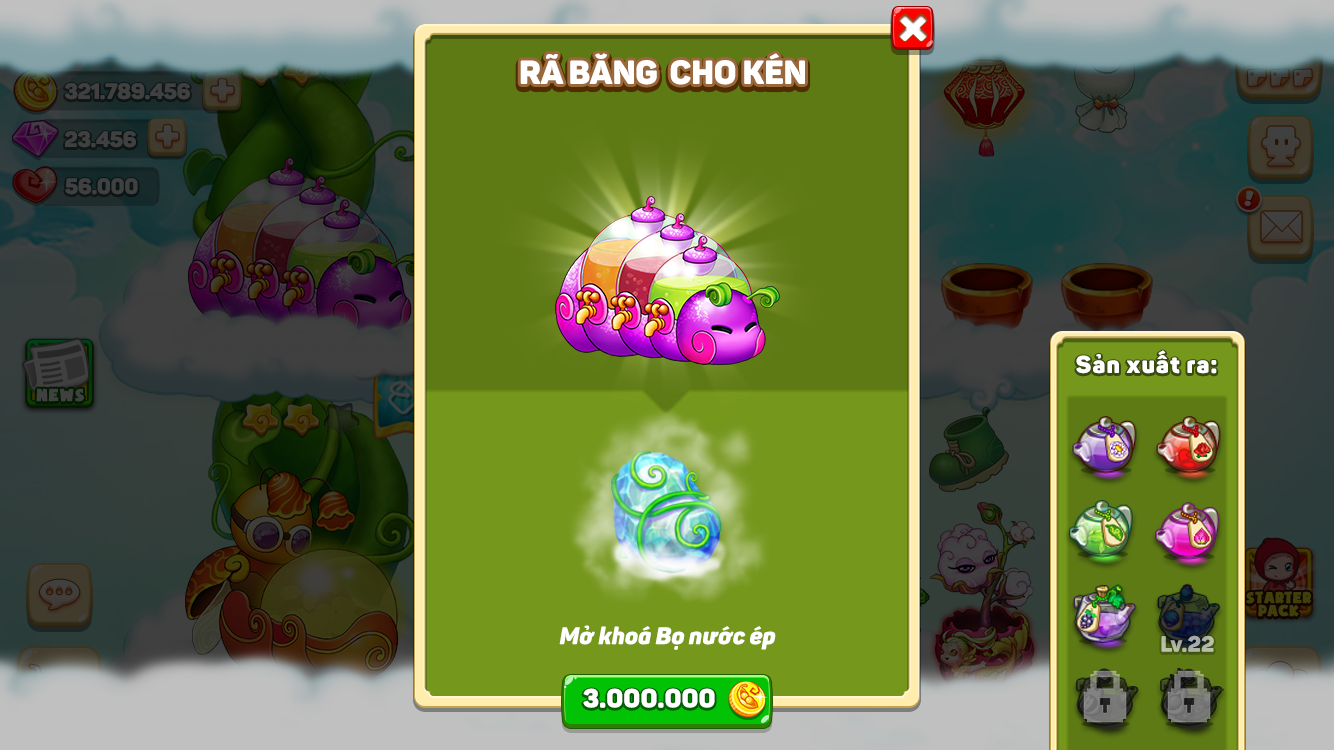 RÃ BĂNG CHO KÉN
321.789.456
23.456
56.000
NEWS
Sản xuất ra:
Lv.22
STARTER
PACK
Mở khoá Bọ nước ép
3.000.000